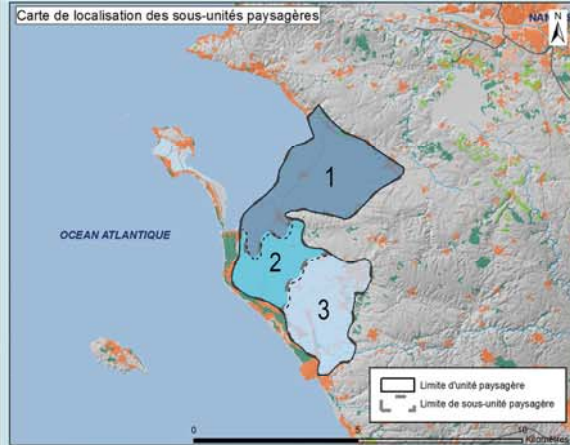 Carte de localisation des sous-unités paysagères
N
1
OCEAN ATLANTIQUE
2
3
Limite d'unité paysagère
Limite de sous-unité paysagère
0
5
10
Kilomètres